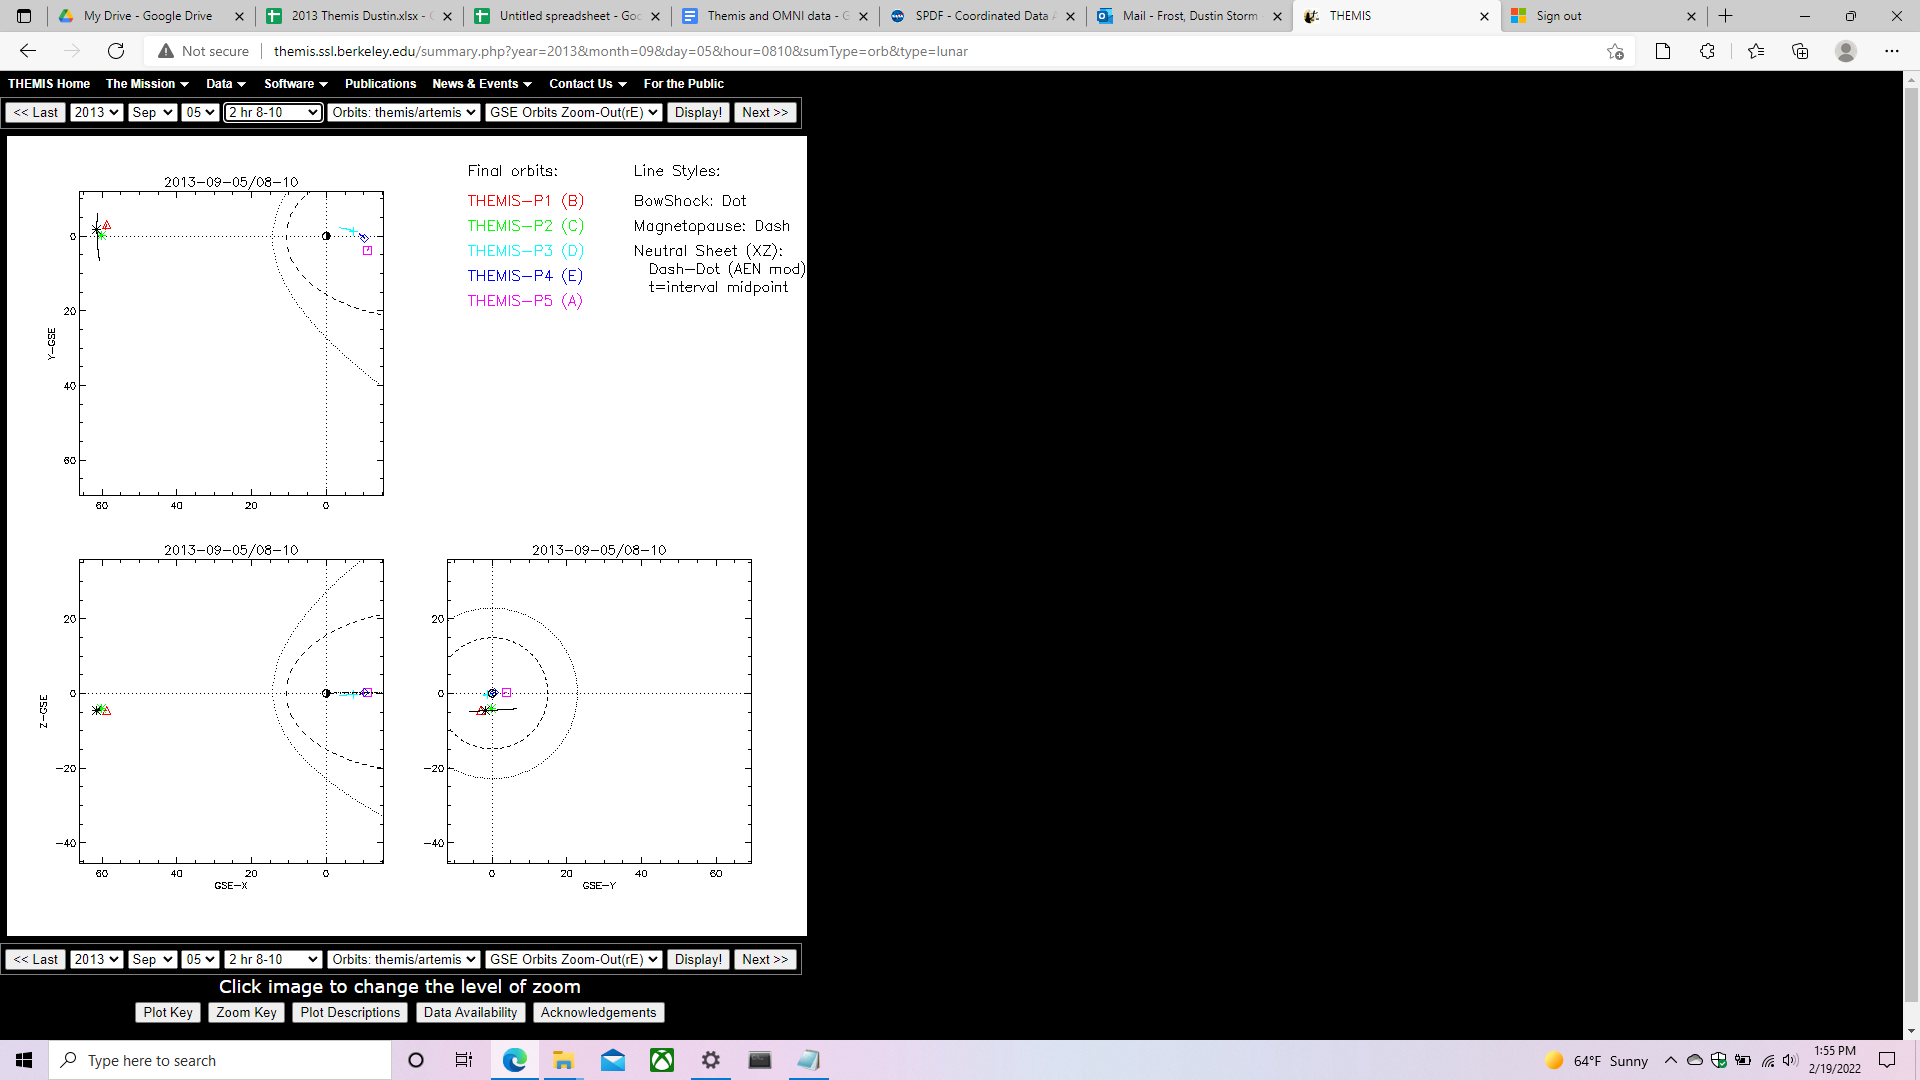 My Drive - Google Drive
2013 Themis Dustin.xlsx - G
Untitled spreadsheet - Goo
Themis and OMNI data - G
SPDF - Coordinated Data A
Mail - Frost, Dustin Storm
THEMIS
Sign out
Not secure
themis.ssl.berkeley.edu/summary.php?year=2013&month=09&day=05&hour=0810&sumType=orb&type=lunar
THEMIS Home The Mission Data Software Publications News & Events Contact Us For the Public
<< Last 2013 Sep 05 2 hr 8-10 Orbits: themis/artemis GSE Orbits Zoom-Out(rE) Display! Next >>
2013-09-05/08-10
0
20
40
60
Y-GSE
60 40 20 0
Final orbits:
THEMIS-P1 (B)
THEMIS-P2 (C)
THEMIS-P3 (D)
THEMIS-P4 (E)
THEMIS-P5 (A)
Line Styles:
BowShock: Dot
Magnetopause: Dash
Neutral Sheet (XZ):
Dash-Dot (AEN mod)
t=interval midpoint
2013-09-05/08-10
20
0
-20
-40
Z-GSE
60 40 20 0
GSE-X
2013-09-05/08-10
20
0
-20
-40
0 20 40 60
GSE-Y
<< Last 2013 Sep 05 2 hr 8-10 Orbits: themis/artemis GSE Orbits Zoom-Out(rE) Display! Next >>
Click image to change the level of zoom
Plot Key Zoom Key Plot Descriptions Data Availability Acknowledgements
Type here to search
64°F Sunny
1:55 PM
2/19/2022